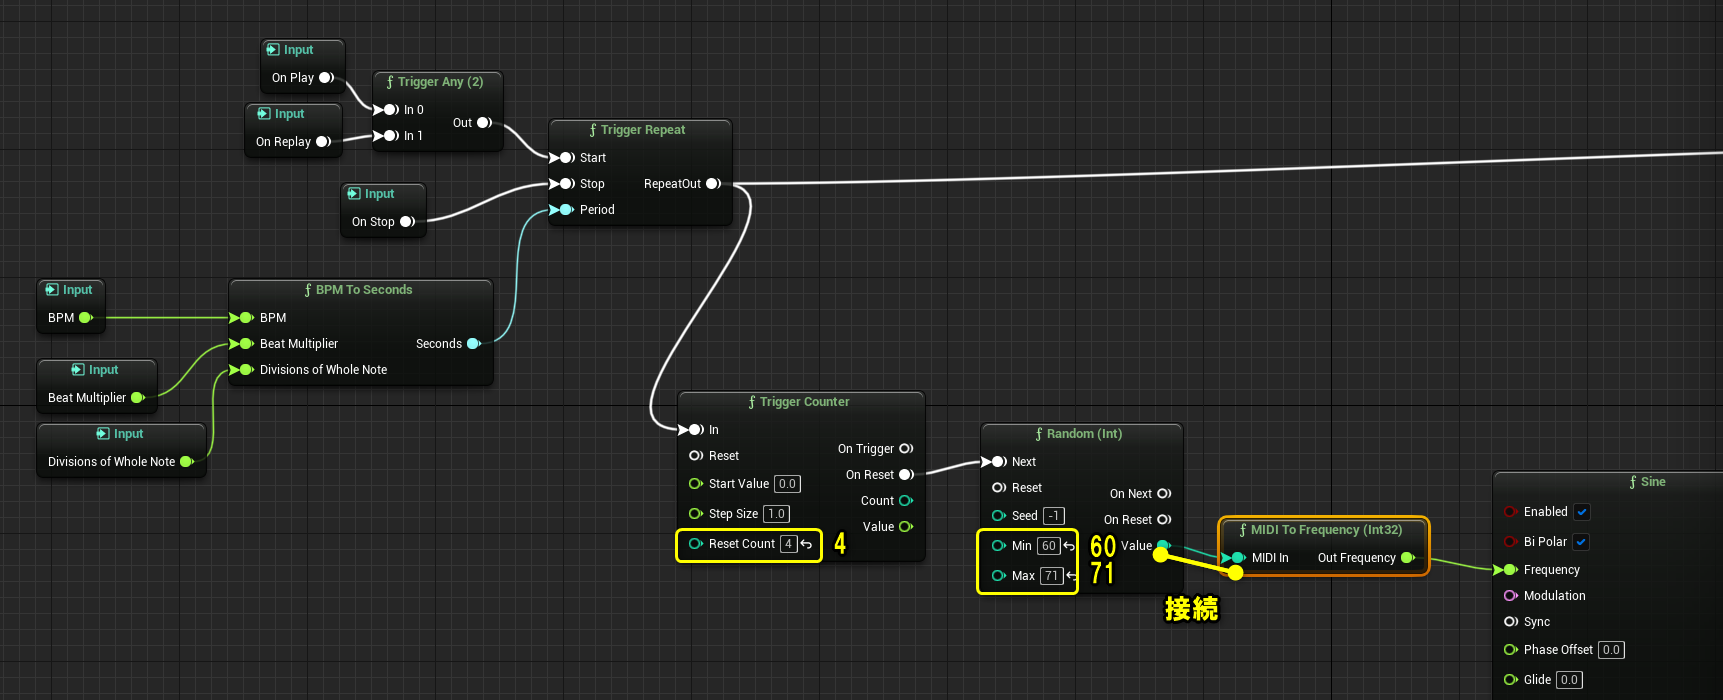 Input
On Play
Input
On Replay
Trigger Any (2)
In 0
In 1
Out
Input
On Stop
Trigger Repeat
Start
Stop
RepeatOut
Period
Input
BPM
Input
Beat Multiplier
Input
Divisions of Whole Note
BPM To Seconds
BPM
Beat Multiplier
Seconds
Divisions of Whole Note
Trigger Counter
In
On Trigger
Reset
On Reset
Start Value 0.0
Count
Step Size 1.0
Value
Reset Count 4
4
Random (Int)
Next
Reset
On Next
Seed -1
On Reset
Min 60
60
Value
Max 71
71
接続
MIDI To Frequency (Int32)
MIDI In
Out Frequency
Sine
Enabled
Bi Polar
Frequency
Modulation
Sync
Phase Offset 0.0
Glide 0.0